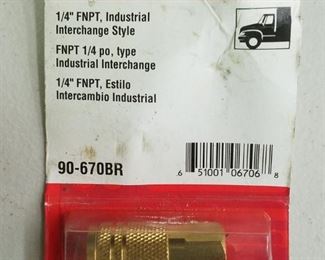 1/4" FNPT, Industrial
Interchange Style
FNPT 1/4 po, type
Industrial Interchange
1/4" FNPT, Estilo
Intercambio Industrial
90-670BR
6 51001 06706 8